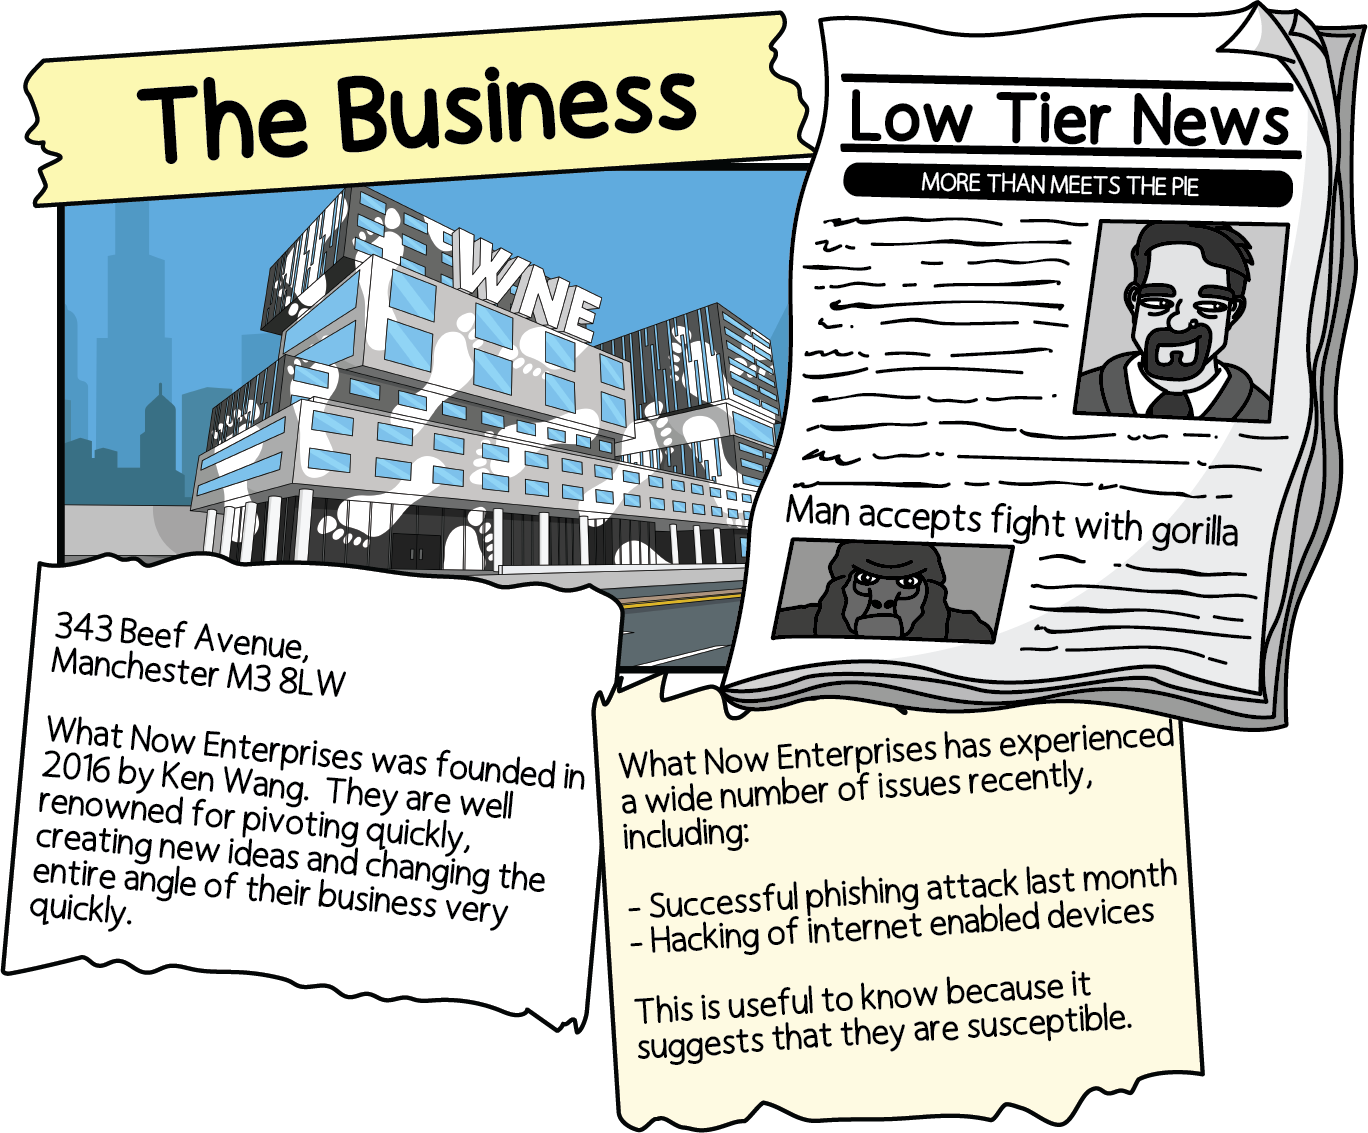 The Business
WNE
Low Tier News
MORE THAN MEETS THE PIE
Man accepts fight with gorilla
343 Beef Avenue,
Manchester M3 8LW
What Now Enterprises was founded in
2016 by Ken Wang. They are well
renowned for pivoting quickly,
creating new ideas and changing the
entire angle of their business very
quickly.
What Now Enterprises has experienced
a wide number of issues recently,
including:
- Successful phishing attack last month
- Hacking of internet enabled devices
This is useful to know because it
suggests that they are susceptible.